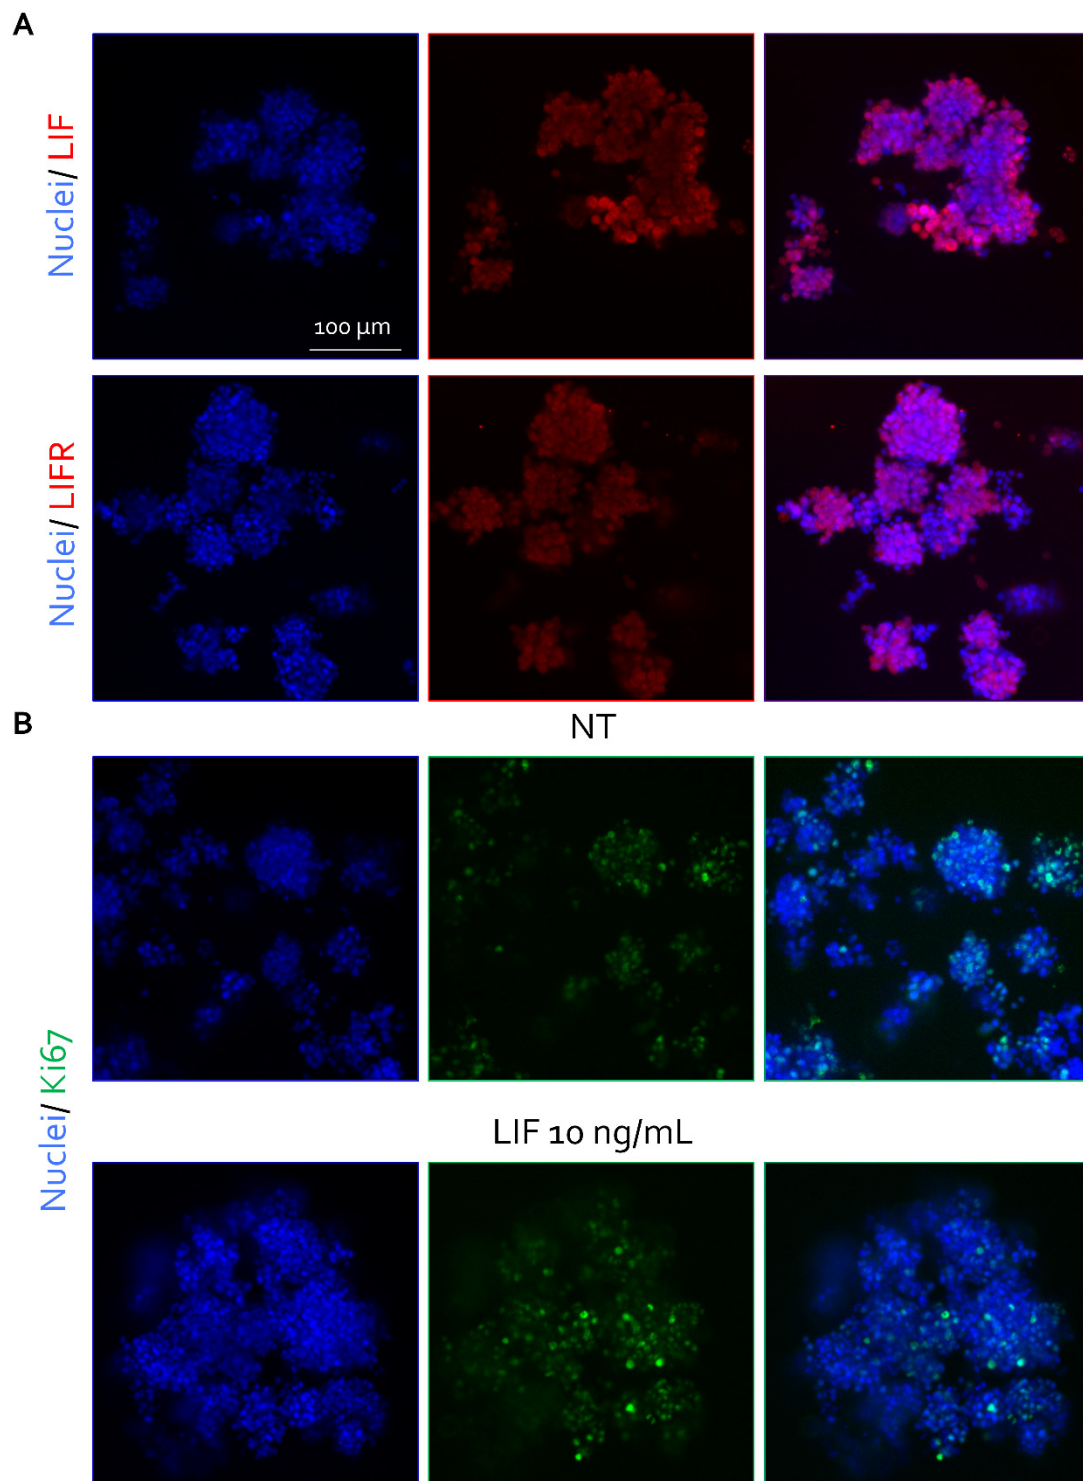 A
Nuclei/ LIF
100 µm
Nuclei/ LIFR
B
NT
Nuclei/ Ki67
LIF 10 ng/mL